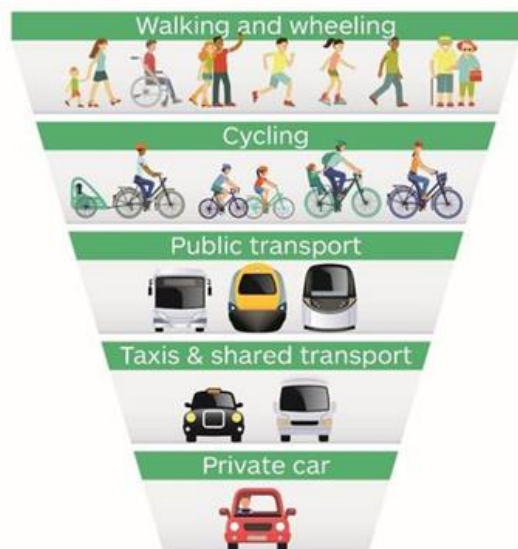 Walking and wheeling
Cycling
Public transport
Taxis & shared transport
Private car